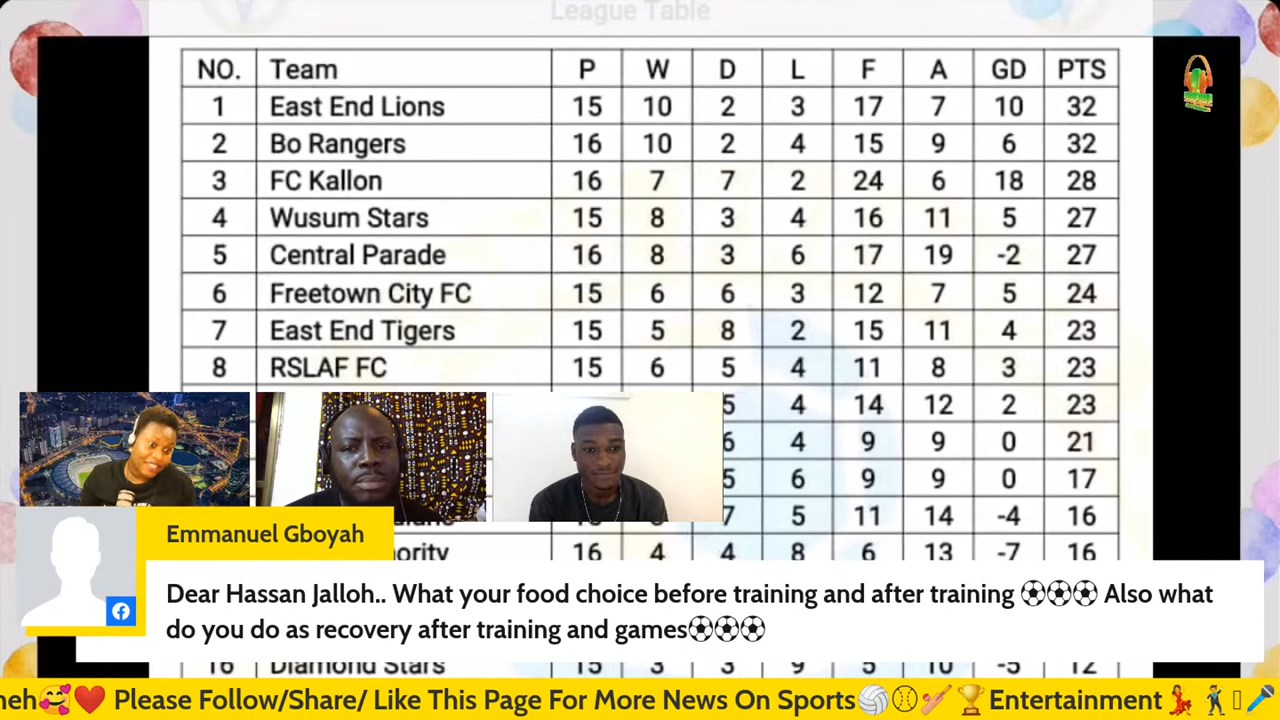 League Table
NO. Team P W D L F A GD PTS
1 East End Lions 15 10 2 3 17 7 10 32
2 Bo Rangers 16 10 2 4 15 9 6 32
3 FC Kallon 16 7 7 2 24 6 18 28
4 Wusum Stars 15 8 3 4 16 11 5 27
5 Central Parade 16 8 3 6 17 19 -2 27
6 Freetown City FC 15 6 6 3 12 7 5 24
7 East End Tigers 15 5 8 2 15 11 4 23
8 RSLAF FC 15 6 5 4 11 8 3 23
5 4 14 12 2 23
6 4 9 9 0 21
5 6 9 9 0 17
7 5 11 14 -4 16
16 4 4 8 6 13 -7 16
Emmanuel Gboyah
Dear Hassan Jalloh.. What your food choice before training and after training ⚽⚽⚽ Also what
do you do as recovery after training and games⚽⚽⚽
16 Diamond Stars 15 3 3 9 5 10 -5 12
Please Follow/Share/ Like This Page For More News On Sports🏐⚾🏏🏆 Entertainment